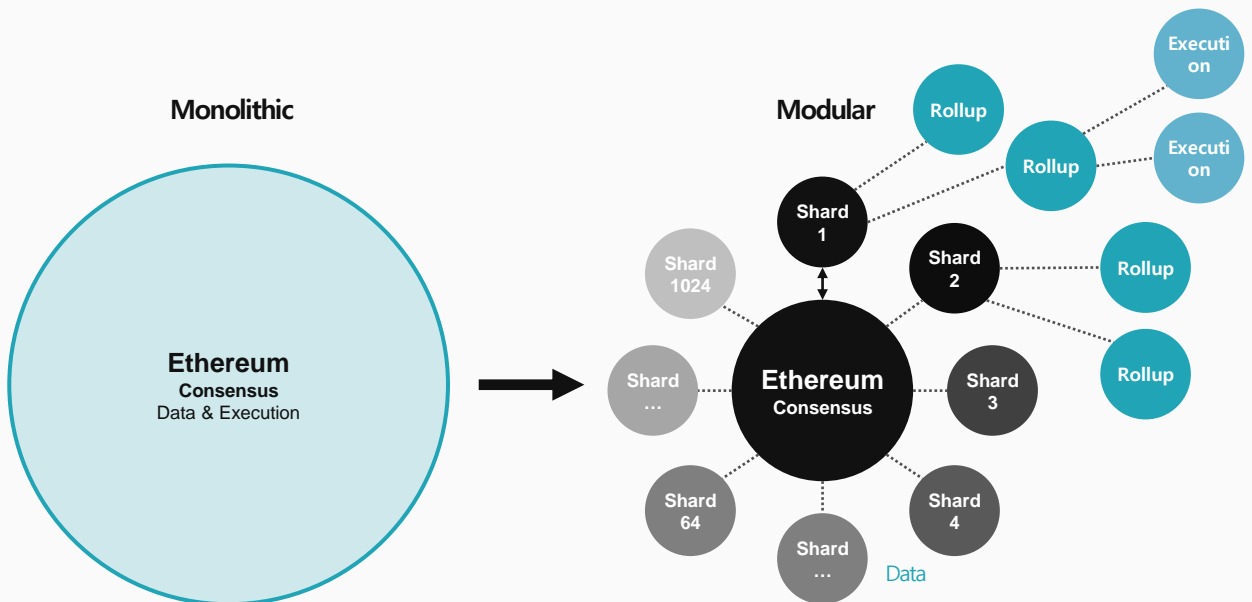 Monolithic
Ethereum
Consensus
Data & Execution
Modular
Rollup
Executi
on
Rollup
Executi
on
Shard
1
Shard
1024
Shard
2
Rollup
Rollup
Shard
...
Ethereum
Consensus
Shard
3
Shard
64
Shard
...
Shard
4
Data